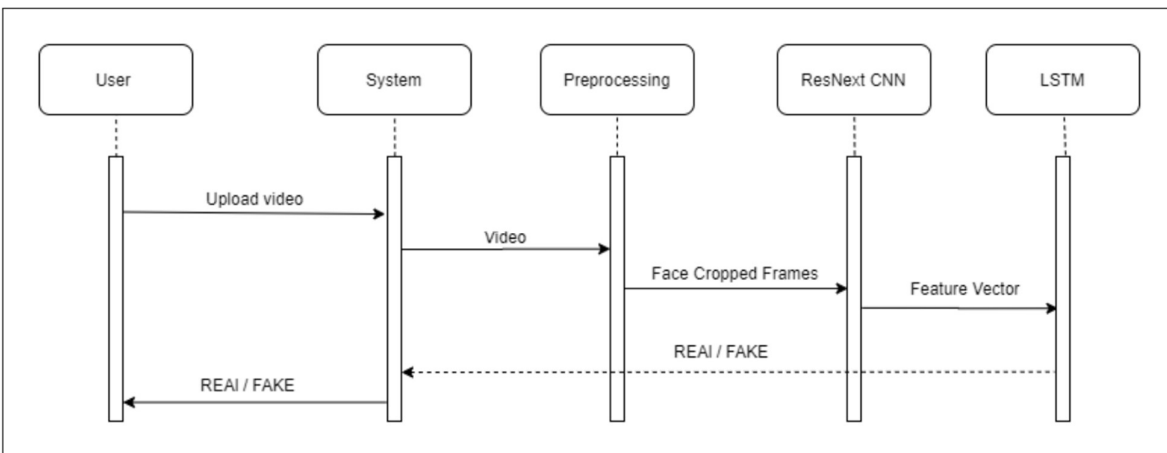 User
System
Preprocessing
ResNext CNN
LSTM
Upload video
Video
Face Cropped Frames
Feature Vector
REAl / FAKE
REAl / FAKE